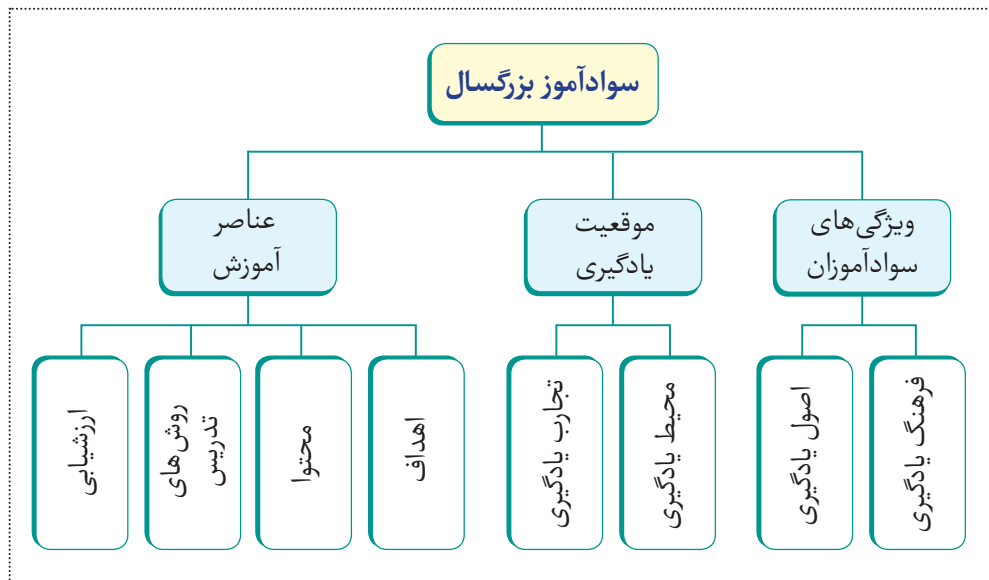 سوادآموز بزرگسال
ویژگی‌های
سوادآموزان
موقعیت
یادگیری
عناصر
آموزش
فرهنگ یادگیری
اصول یادگیری
محیط یادگیری
تجارب یادگیری
اهداف
محتوا
روش‌های
تدریس
ارزشیابی